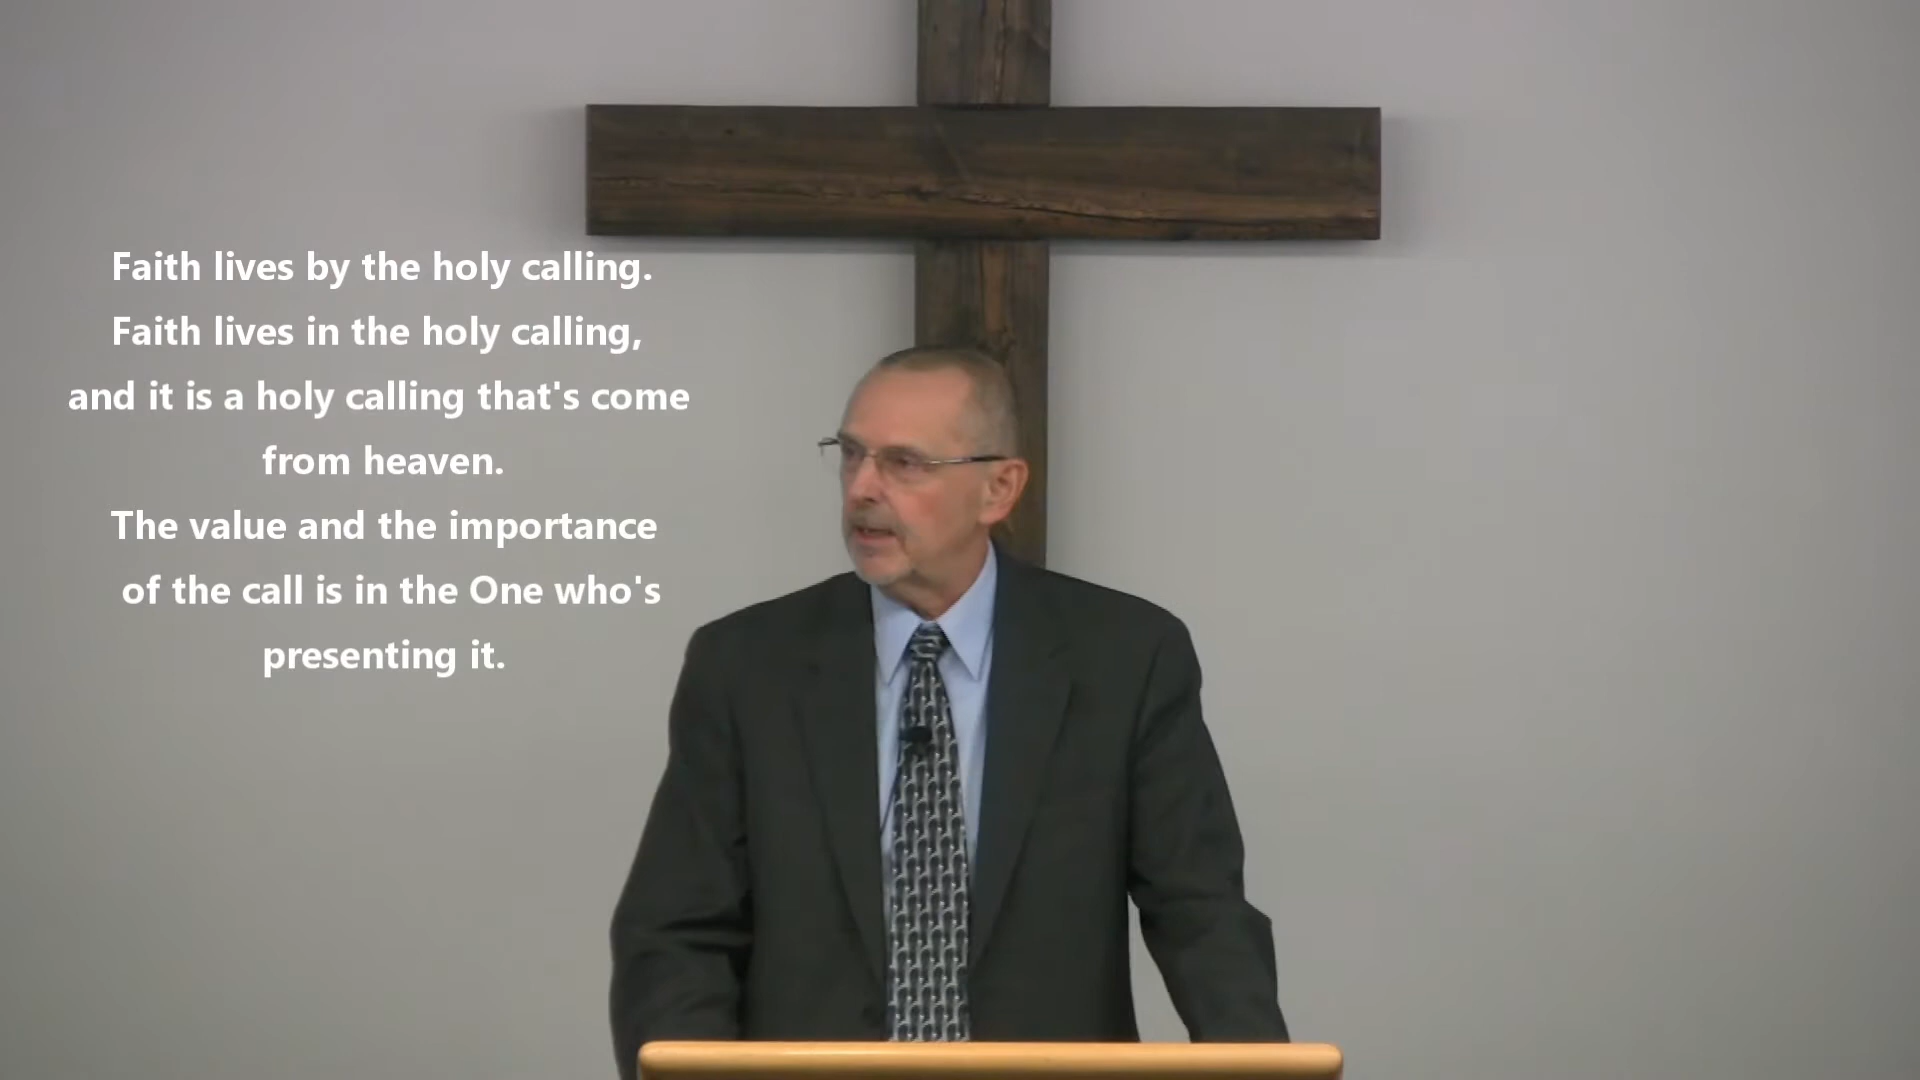 Faith lives by the holy calling.
Faith lives in the holy calling,
and it is a holy calling that's come
from heaven.
The value and the importance
of the call is in the One who's
presenting it.